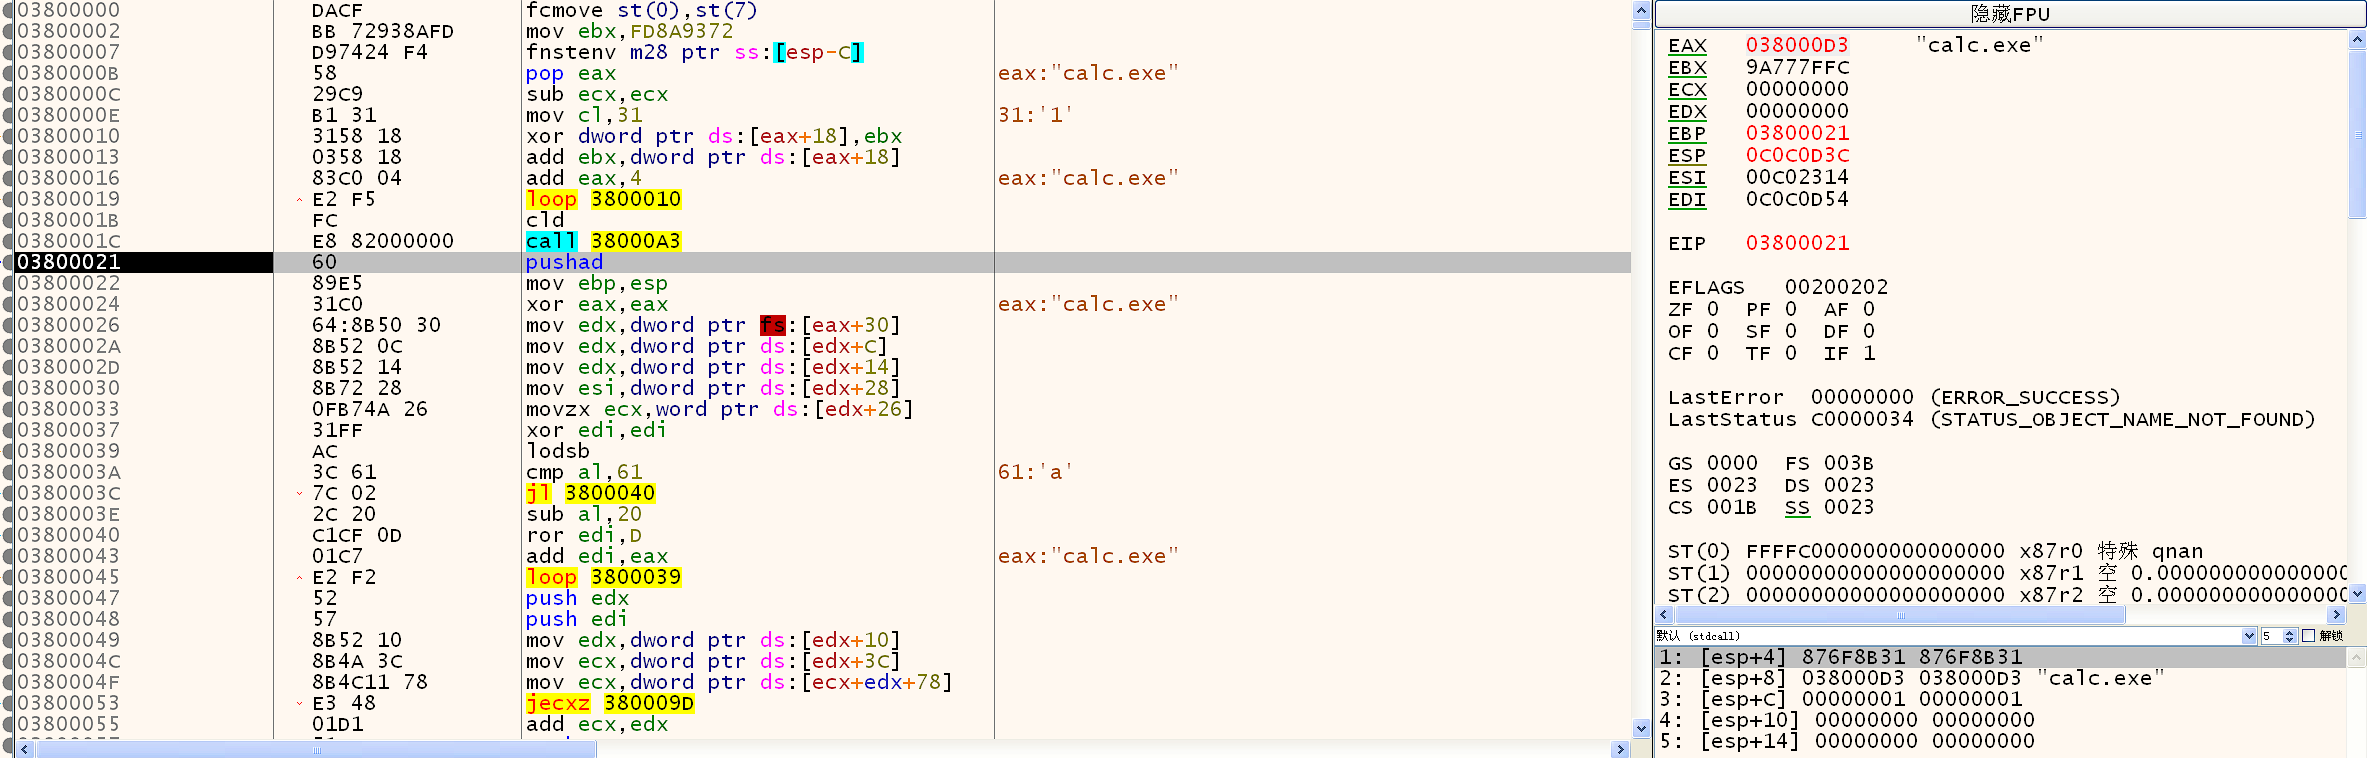 03800000 DACF fcmove st(0),st(7)
03800002 BB 72938AFD mov ebx,FD8A9372
03800007 D97424 F4 fnstenv m28 ptr ss:[esp-C]
0380000B 58 pop eax eax:"calc.exe"
0380000C 29C9 sub ecx,ecx
0380000E B1 31 mov cl,31 31:'1'
03800010 3158 18 xor dword ptr ds:[eax+18],ebx
03800013 0358 18 add ebx,dword ptr ds:[eax+18]
03800016 83C0 04 add eax,4 eax:"calc.exe"
03800019 E2 F5 loop 3800010
0380001B FC cld
0380001C E8 82000000 call 38000A3
03800021 60 pushad
03800022 89E5 mov ebp,esp
03800024 31C0 xor eax,eax eax:"calc.exe"
03800026 64:8B50 30 mov edx,dword ptr fs:[eax+30]
0380002A 8B52 0C mov edx,dword ptr ds:[edx+C]
0380002D 8B52 14 mov edx,dword ptr ds:[edx+14]
03800030 8B72 28 mov esi,dword ptr ds:[edx+28]
03800033 0FB74A 26 movzx ecx,word ptr ds:[edx+26]
03800037 31FF xor edi,edi
03800039 AC lodsb
0380003A 3C 61 cmp al,61 61:'a'
0380003C 7C 02 jl 3800040
0380003E 2C 20 sub al,20
03800040 C1CF 0D ror edi,D
03800043 01C7 add edi,eax eax:"calc.exe"
03800045 E2 F2 loop 3800039
03800047 52 push edx
03800048 57 push edi
03800049 8B52 10 mov edx,dword ptr ds:[edx+10]
0380004C 8B4A 3C mov ecx,dword ptr ds:[edx+3C]
0380004F 8B4C11 78 mov ecx,dword ptr ds:[ecx+edx+78]
03800053 E3 48 jecxz 380009D
03800055 01D1 add ecx,edx
隐藏FPU
EAX 038000D3 "calc.exe"
EBX 9A777FFC
ECX 00000000
EDX 00000000
EBP 03800021
ESP 0C0C0D3C
ESI 00C02314
EDI 0C0C0D54
EIP 03800021
EFLAGS 00200202
ZF 0 PF 0 AF 0
OF 0 SF 0 DF 0
CF 0 TF 0 IF 1
LastError 00000000 (ERROR_SUCCESS)
LastStatus C0000034 (STATUS_OBJECT_NAME_NOT_FOUND)
GS 0000 FS 003B
ES 0023 DS 0023
CS 001B SS 0023
ST(0) FFFFC000000000000000 x87r0 特殊 qnan
ST(1) 00000000000000000000 x87r1 空 0.000000000000000
ST(2) 00000000000000000000 x87r2 空 0.000000000000000
默认 (stdcall) 5 解锁
1: [esp+4] 876F8B31 876F8B31
2: [esp+8] 038000D3 038000D3 "calc.exe"
3: [esp+C] 00000001 00000001
4: [esp+10] 00000000 00000000
5: [esp+14] 00000000 00000000